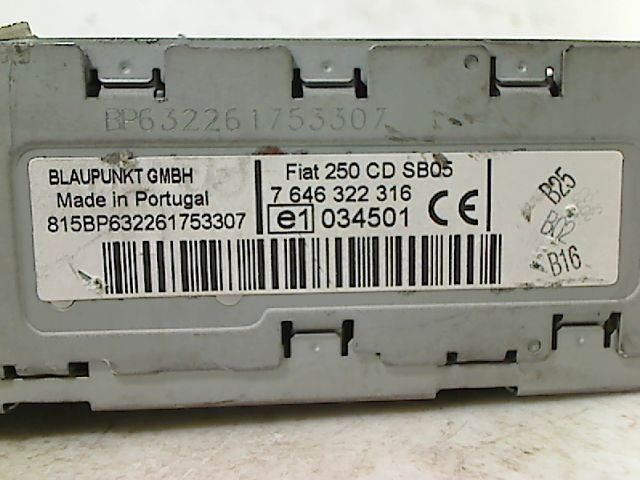 BP632261753307
BLAUPUNKT GMBH
Made in Portugal
815BP632261753307
Fiat 250 CD SB05
7 646 322 316
e1 034501 CE
B25
B02
B16